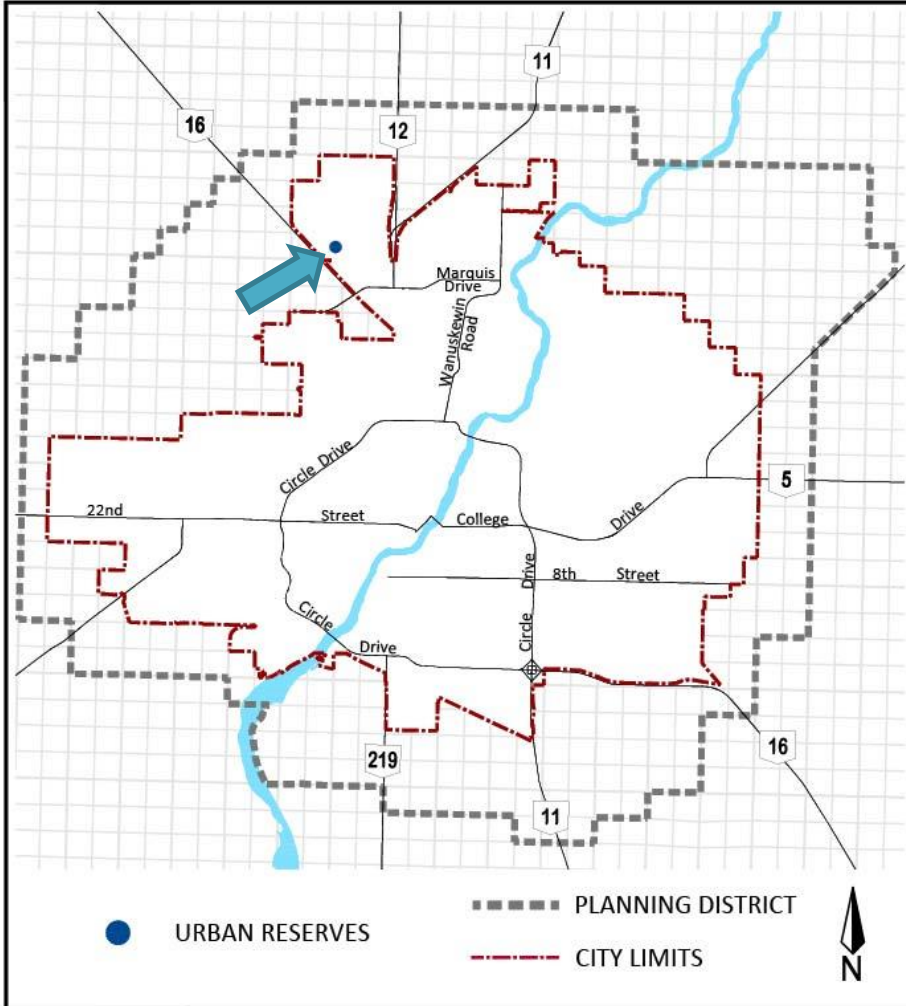 11
16
12
Marquis
Drive
Wanuskewin
Road
Circle Drive
5
22nd Street College Drive
Drive
8th Street
Circle
Circle
Drive
219
16
11
URBAN RESERVES
PLANNING DISTRICT
CITY LIMITS
N